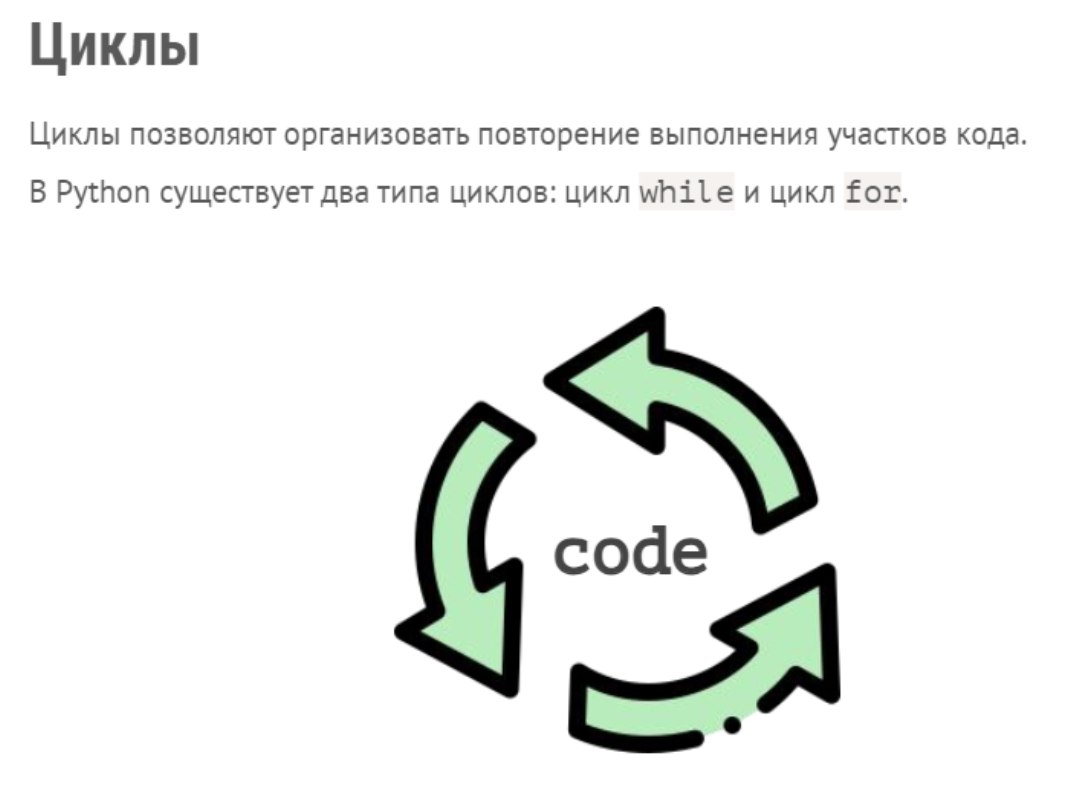 Циклы
Циклы позволяют организовать повторение выполнения участков кода.
В Python существует два типа циклов: цикл while и цикл for.
code